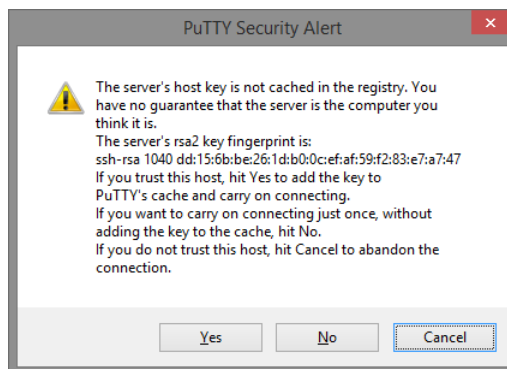 PuTTY Security Alert
The server's host key is not cached in the registry. You
have no guarantee that the server is the computer you
think it is.
The server's rsa2 key fingerprint is:
ssh-rsa 1040 dd:15:6b:be:26:1d:b0:0c:ef:af:59:f2:83:e7:a7:47
If you trust this host, hit Yes to add the key to
PuTTY's cache and carry on connecting.
If you want to carry on connecting just once, without
adding the key to the cache, hit No.
If you do not trust this host, hit Cancel to abandon the
connection.
Yes No Cancel